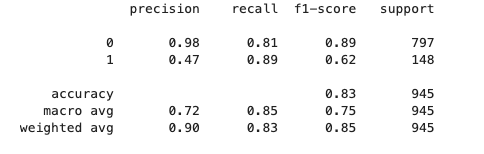 precision recall f1-score support
0 0.98 0.81 0.89 797
1 0.47 0.89 0.62 148
accuracy 0.83 945
macro avg 0.72 0.85 0.75 945
weighted avg 0.90 0.83 0.85 945